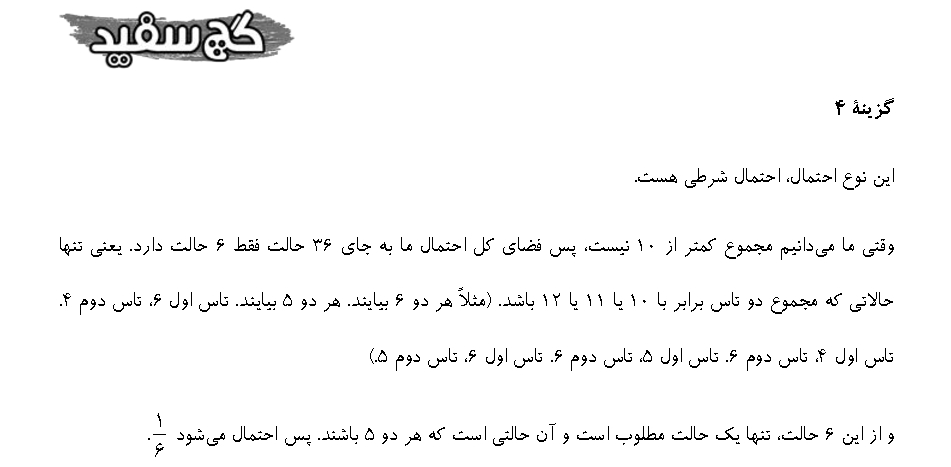 گچ سفید
گزینهٔ ۴
این نوع احتمال، احتمال شرطی هست.
وقتی ما می‌دانیم مجموع کمتر از ۱۰ نیست، پس فضای کل احتمال ما به جای ۳۶ حالت فقط ۶ حالت دارد. یعنی تنها
حالاتی که مجموع دو تاس برابر با ۱۰ یا ۱۱ یا ۱۲ باشد. (مثلاً هر دو ۶ بیایند. هر دو ۵ بیایند. تاس اول ۶، تاس دوم ۴.
تاس اول ۴، تاس دوم ۶. تاس اول ۵، تاس دوم ۶. تاس اول ۶، تاس دوم ۵.)
و از این ۶ حالت، تنها یک حالت مطلوب است و آن حالتی است که هر دو ۵ باشند. پس احتمال می‌شود ۱/۶.